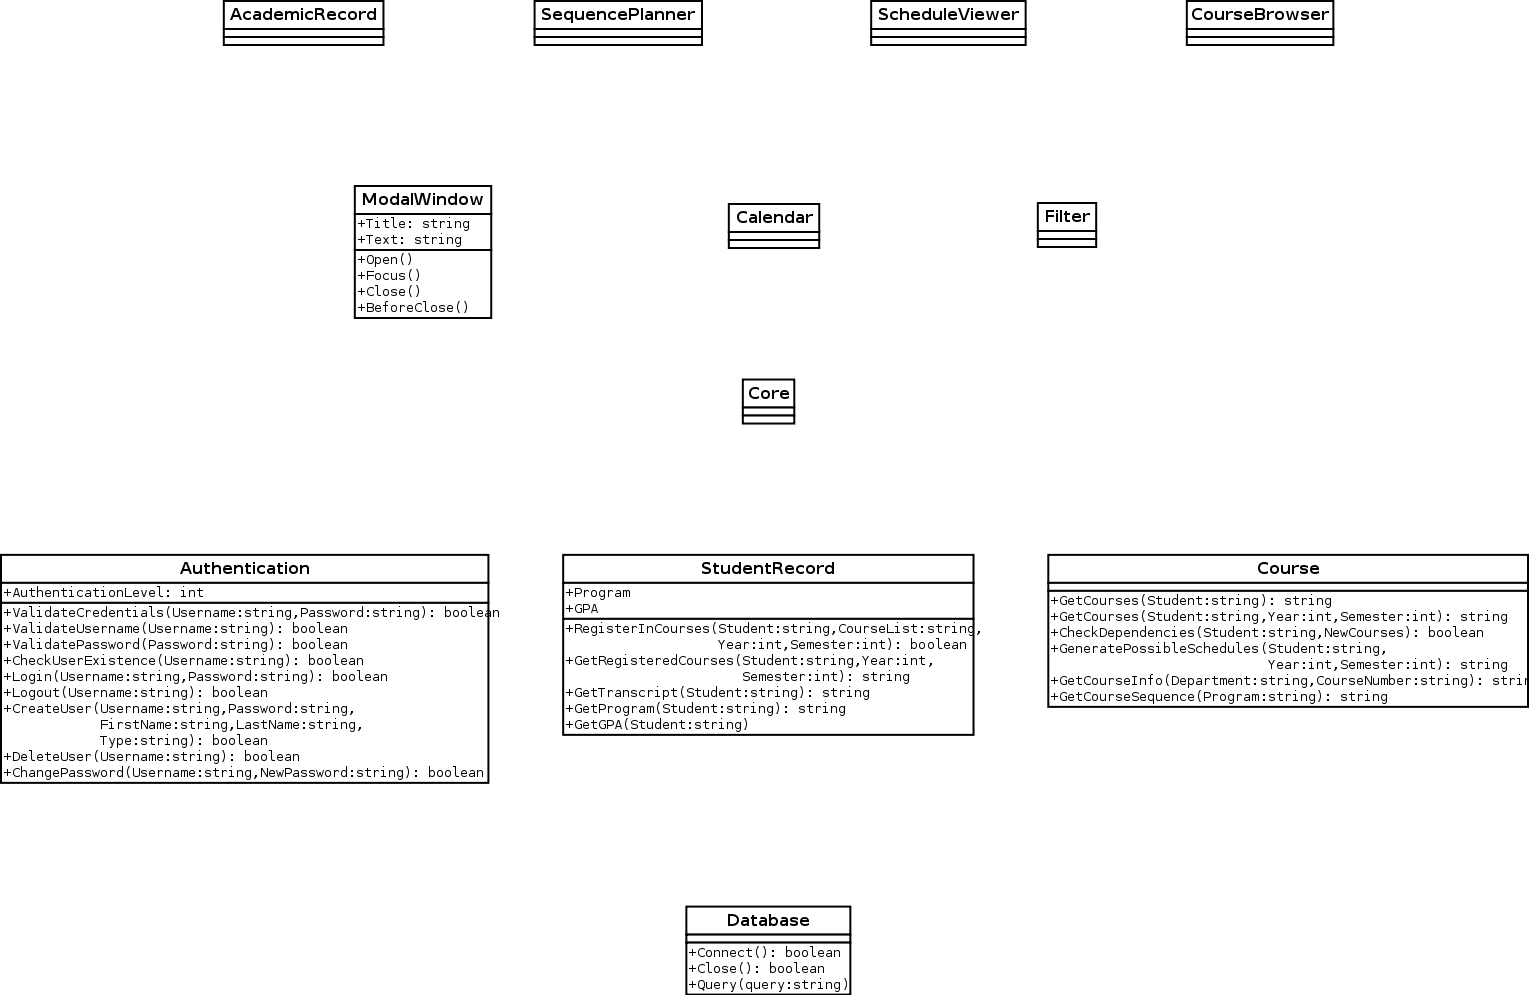 AcademicRecord
SequencePlanner
ScheduleViewer
CourseBrowser
ModalWindow
+Title: string
+Text: string
+Open()
+Focus()
+Close()
+BeforeClose()
Calendar
Filter
Core
Authentication
+AuthenticationLevel: int
+ValidateCredentials(Username:string,Password:string): boolean
+ValidateUsername(Username:string): boolean
+ValidatePassword(Password:string): boolean
+CheckUserExistence(Username:string): boolean
+Login(Username:string,Password:string): boolean
+Logout(Username:string): boolean
+CreateUser(Username:string,Password:string,
FirstName:string,LastName:string,
Type:string): boolean
+DeleteUser(Username:string): boolean
+ChangePassword(Username:string,NewPassword:string): boolean
StudentRecord
+Program
+GPA
+RegisterInCourses(Student:string,CourseList:string,
Year:int,Semester:int): boolean
+GetRegisteredCourses(Student:string,Year:int,
Semester:int): string
+GetTranscript(Student:string): string
+GetProgram(Student:string): string
+GetGPA(Student:string)
Course
+GetCourses(Student:string): string
+GetCourses(Student:string,Year:int,Semester:int): string
+CheckDependencies(Student:string,NewCourses): boolean
+GeneratePossibleSchedules(Student:string,
Year:int,Semester:int): string
+GetCourseInfo(Department:string,CourseNumber:string): strin
+GetCourseSequence(Program:string): string
Database
+Connect(): boolean
+Close(): boolean
+Query(query:string)